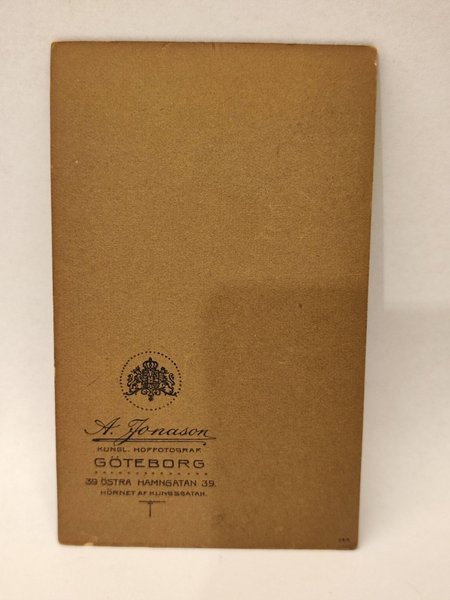 A. Jonason
KUNGL. HOFFOTOGRAF.
GÖTEBORG
39 ÖSTRA HAMNGATAN 39.
HÖRNET AF KUNGSGATAN.